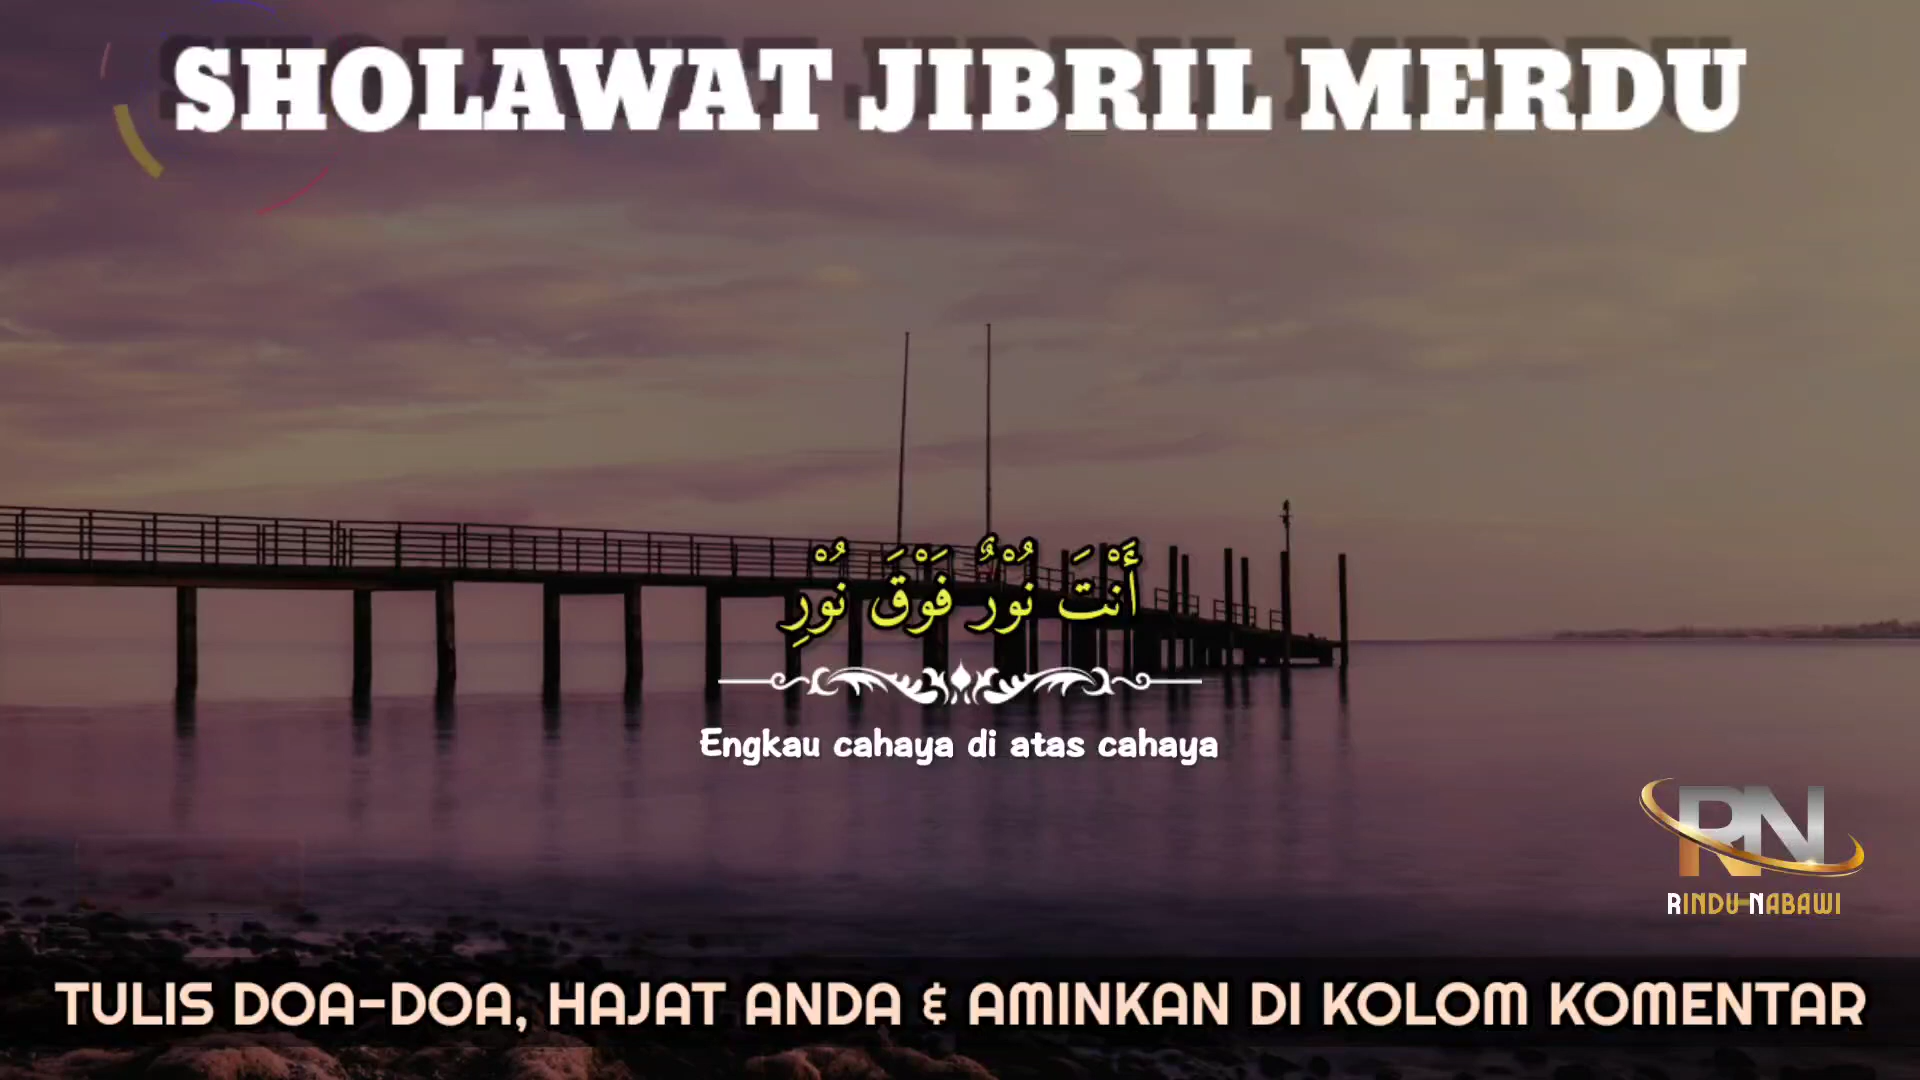 SHOLAWAT JIBRIL MERDU
أَنْتَ نُوْرٌ فَوْقَ نُوْرِ
Engkau cahaya di atas cahaya
RN
RINDU NABAWI
TULIS DOA-DOA, HAJAT ANDA & AMINKAN DI KOLOM KOMENTAR